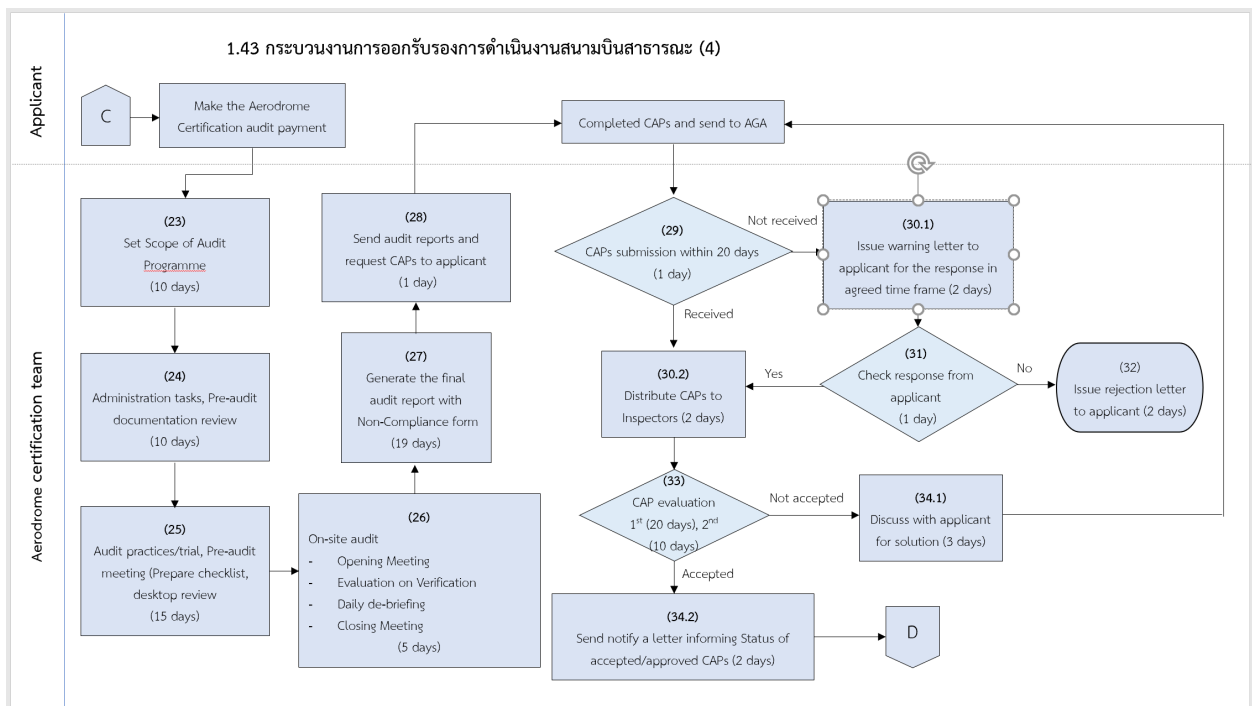 1.43 กระบวนงานการออกรับรองการดำเนินงานสนามบินสาธารณะ (4)
Applicant
C
Make the Aerodrome
Certification audit payment
Completed CAPs and send to AGA
Aerodrome certification team
(23)
Set Scope of Audit
Programme
(10 days)
(24)
Administration tasks, Pre-audit
documentation review
(10 days)
(25)
Audit practices/trial, Pre-audit
meeting (Prepare checklist,
desktop review
(15 days)
(26)
On-site audit
- Opening Meeting
- Evaluation on Verification
- Daily de-briefing
- Closing Meeting
(5 days)
(27)
Generate the final
audit report with
Non-Compliance form
(19 days)
(28)
Send audit reports and
request CAPs to applicant
(1 day)
(29)
CAPs submission within 20 days
(1 day)
Not received
Received
(30.1)
Issue warning letter to
applicant for the response in
agreed time frame (2 days)
(31)
Check response from
applicant
(1 day)
Yes
No
(32)
Issue rejection letter
to applicant (2 days)
(30.2)
Distribute CAPs to
Inspectors (2 days)
(33)
CAP evaluation
1st (20 days), 2nd
(10 days)
Not accepted
Accepted
(34.1)
Discuss with applicant
for solution (3 days)
(34.2)
Send notify a letter informing Status of
accepted/approved CAPs (2 days)
D